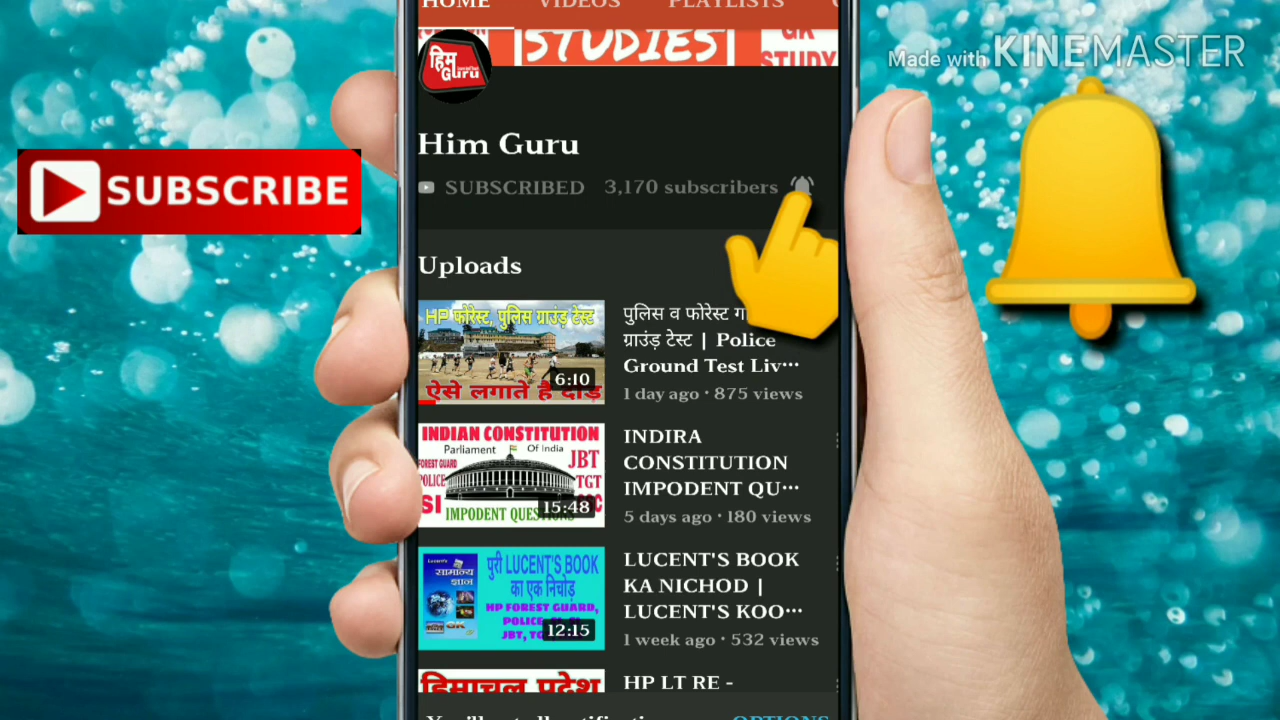 HOME VIDEOS PLAYLISTS
STUDIES
GK
STUDY
हिम
Guru
Made with KINEMASTER
Him Guru
SUBSCRIBE
SUBSCRIBED 3,170 subscribers
Uploads
HP फोरेस्ट, पुलिस ग्राउंड टेस्ट
ऐसे लगातें है दौड़
6:10
पुलिस व फोरेस्ट
ग्राउंड़ टेस्ट | Police
Ground Test Liv...
1 day ago · 875 views
INDIAN CONSTITUTION
Parliament Of India
FOREST GUARD JBT
POLICE TGT
SI
IMPODENT QUESTIONS
15:48
INDIRA
CONSTITUTION
IMPODENT QU...
5 days ago · 180 views
Lucent's
सामान्य
ज्ञान
GK
पुरी LUCENT'S BOOK
का एक निचोड़
HP FOREST GUARD,
POLICE,
JBT,
12:15
LUCENT'S BOOK
KA NICHOD |
LUCENT'S KOO...
1 week ago · 532 views
हिमाचल प्रदेश
HP LT RE -
OPTIONS